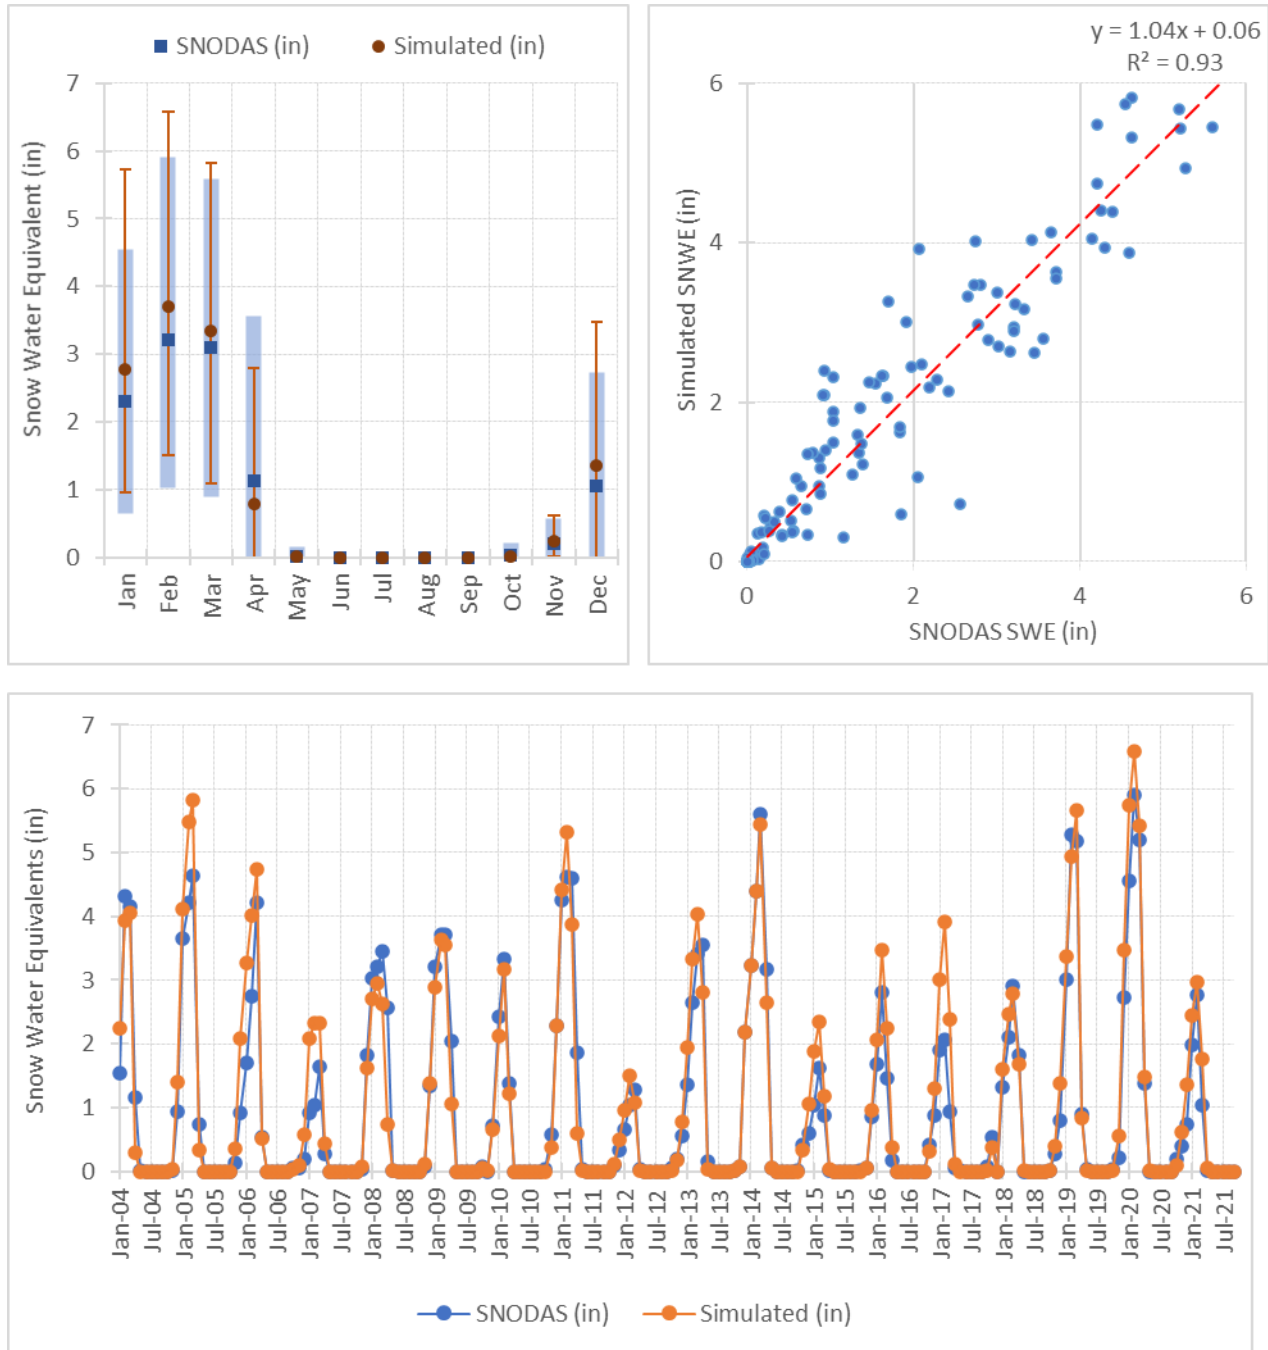 SNODAS (in) Simulated (in)
Snow Water Equivalent (in)
7
6
5
4
3
2
1
0
Jan Feb Mar Apr May Jun Jul Aug Sep Oct Nov Dec
y = 1.04x + 0.06
R² = 0.93
Simulated SNWE (in)
6
4
2
0
0 2 4 6
SNODAS SWE (in)
Snow Water Equivalents (in)
7
6
5
4
3
2
1
0
Jan-04 Jul-04 Jan-05 Jul-05 Jan-06 Jul-06 Jan-07 Jul-07 Jan-08 Jul-08 Jan-09 Jul-09 Jan-10 Jul-10 Jan-11 Jul-11 Jan-12 Jul-12 Jan-13 Jul-13 Jan-14 Jul-14 Jan-15 Jul-15 Jan-16 Jul-16 Jan-17 Jul-17 Jan-18 Jul-18 Jan-19 Jul-19 Jan-20 Jul-20 Jan-21 Jul-21
SNODAS (in) Simulated (in)